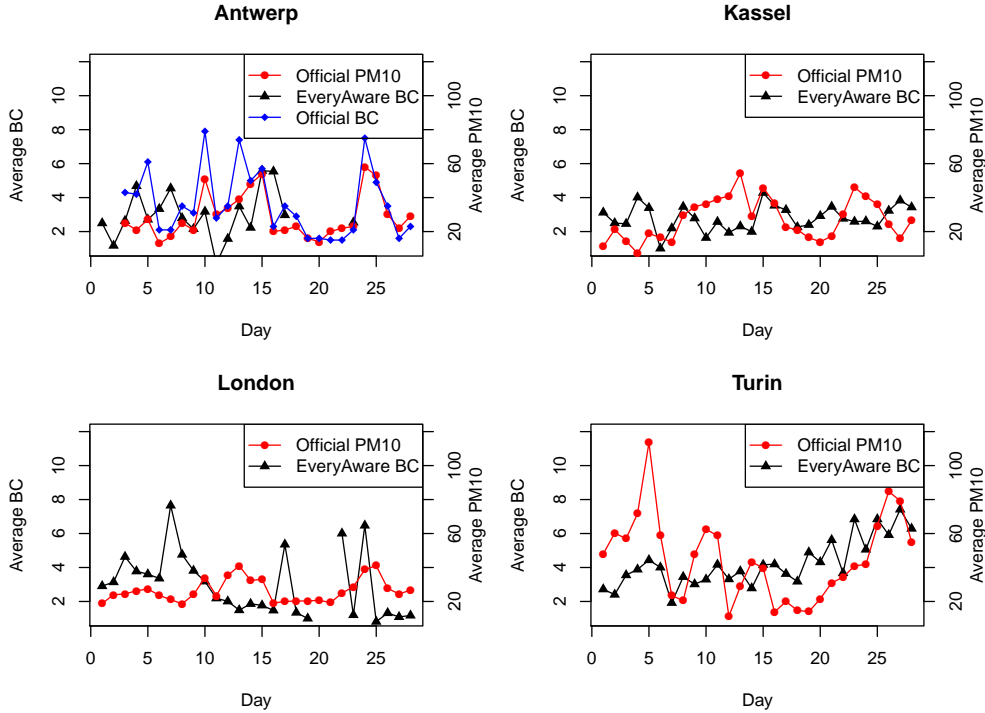 Antwerp
Official PM10
EveryAware BC
Official BC
Average BC
2 4 6 8 10
Average PM10
20 60 100
0 5 10 15 20 25
Day
Kassel
Official PM10
EveryAware BC
Average BC
2 4 6 8 10
Average PM10
20 60 100
0 5 10 15 20 25
Day
London
Official PM10
EveryAware BC
Average BC
2 4 6 8 10
Average PM10
20 60 100
0 5 10 15 20 25
Day
Turin
Official PM10
EveryAware BC
Average BC
2 4 6 8 10
Average PM10
20 60 100
0 5 10 15 20 25
Day